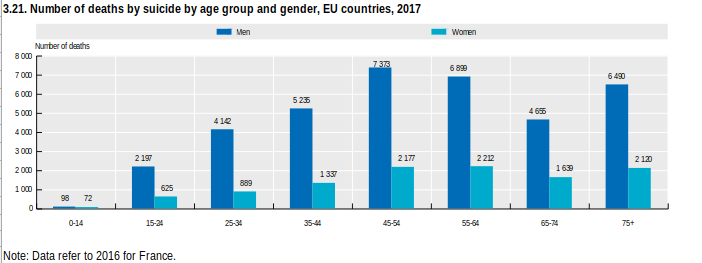 3.21. Number of deaths by suicide by age group and gender, EU countries, 2017
Men Women
Number of deaths
8 000
7 000
6 000
5 000
4 000
3 000
2 000
1 000
0
98 72 2 197 625 4 142 889 5 235 1 337 7 373 2 177 6 899 2 212 4 655 1 639 6 490 2 120
0-14 15-24 25-34 35-44 45-54 55-64 65-74 75+
Note: Data refer to 2016 for France.